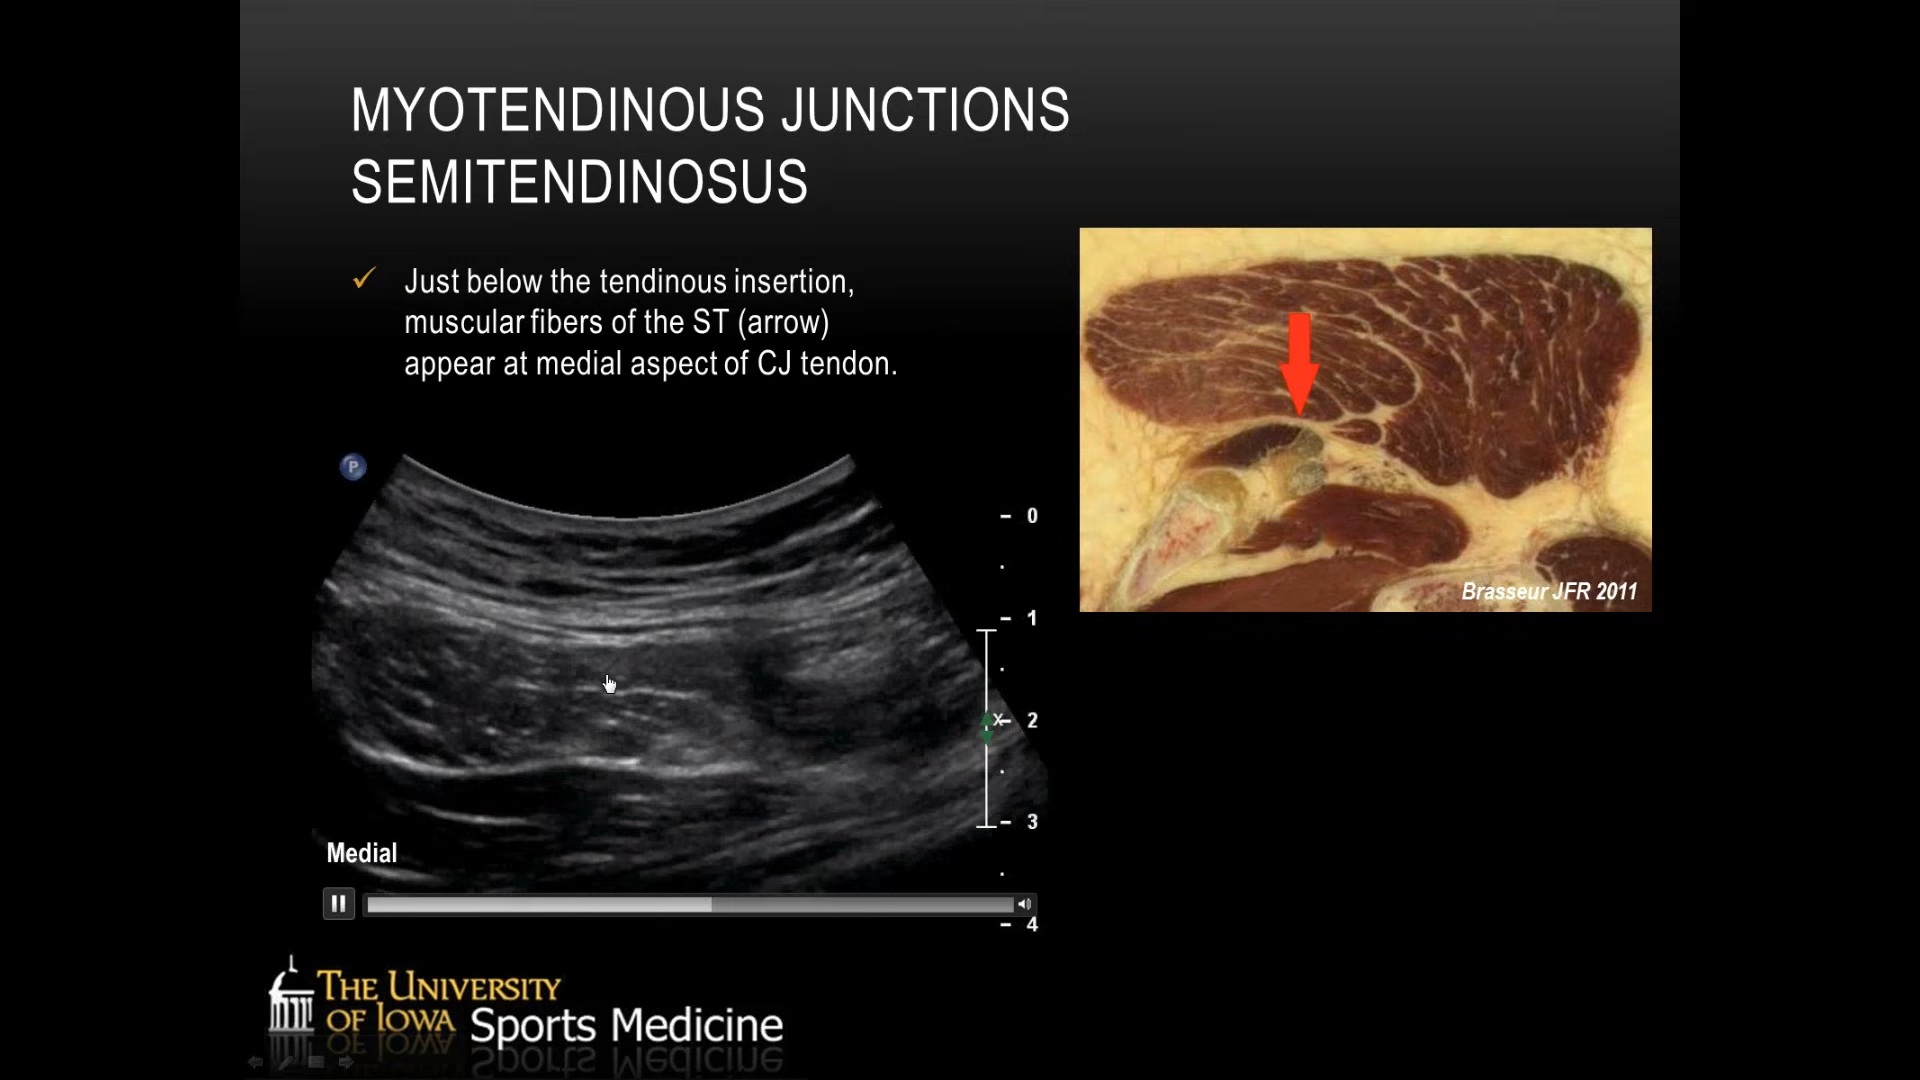 MYOTENDINOUS JUNCTIONS
SEMITENDINOSUS
Just below the tendinous insertion,
muscular fibers of the ST (arrow)
appear at medial aspect of CJ tendon.
Brasseur JFR 2011
P
0
1
X
2
3
4
Medial
THE UNIVERSITY
OF IOWA Sports Medicine